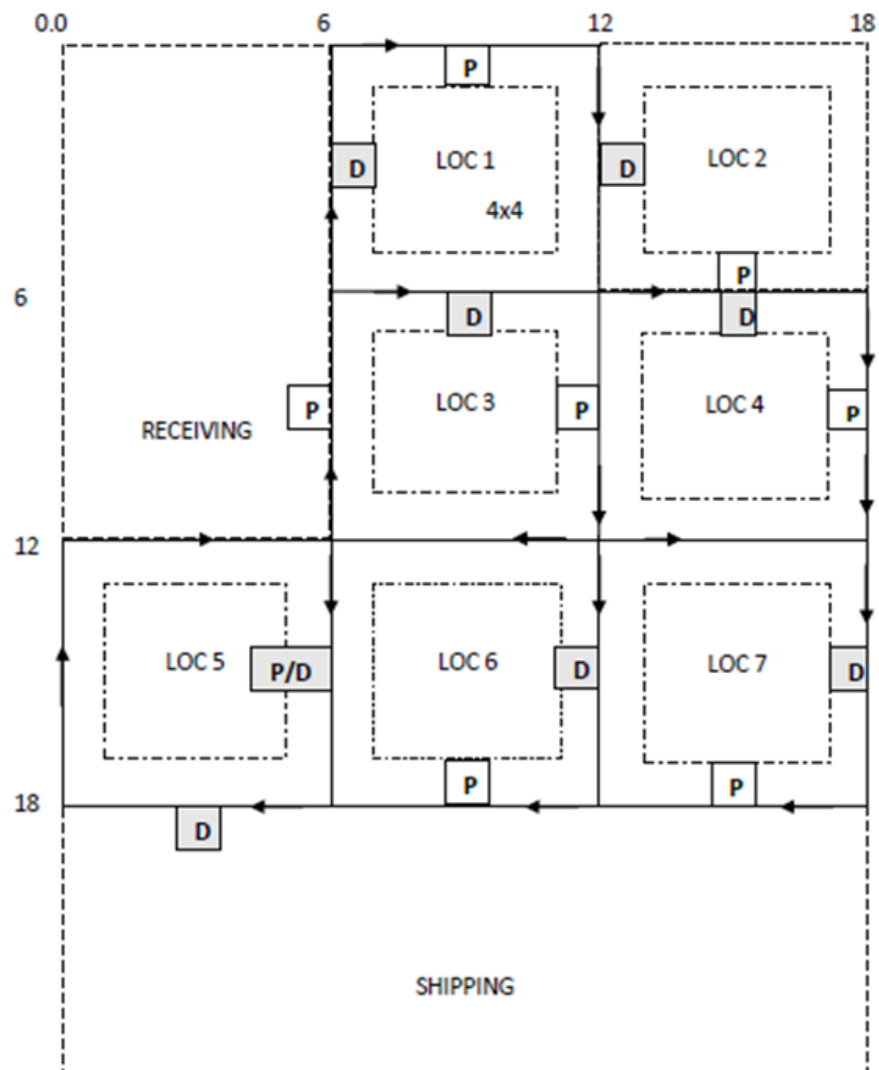 0.0 6 12 18
P
LOC 1 LOC 2
D D
4x4
P
6
D D
LOC 3 LOC 4
P P P
RECEIVING
12
LOC 5 LOC 6 LOC 7
P/D D D
P P
18
D
SHIPPING